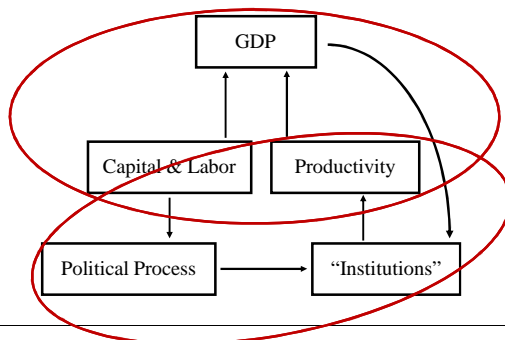 GDP
Capital & Labor
Productivity
Political Process
“Institutions”